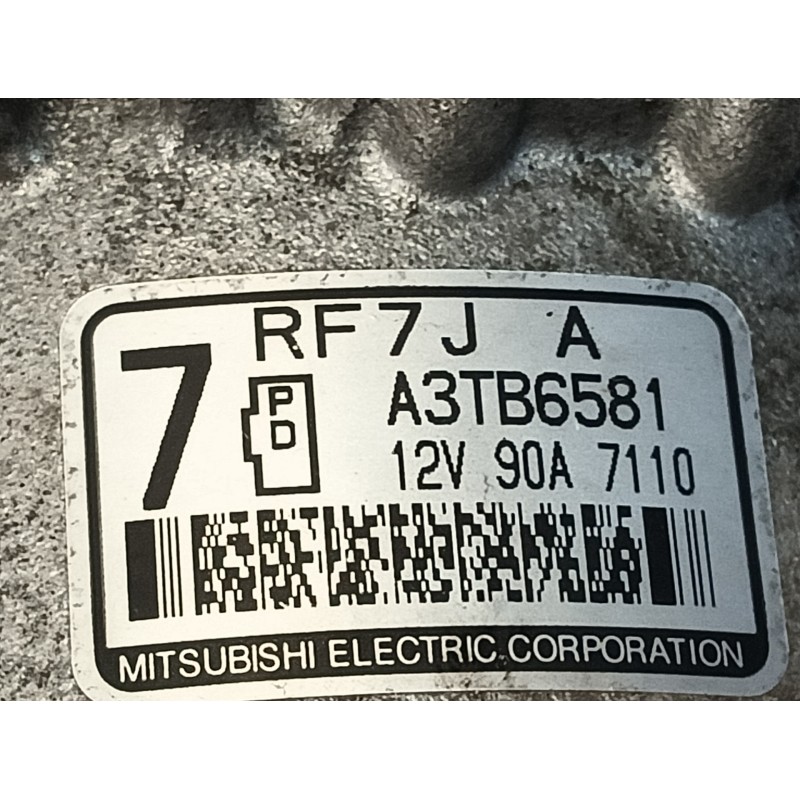 RF7J A
7
P
D
A3TB6581
12V 90A 7110
MITSUBISHI ELECTRIC CORPORATION